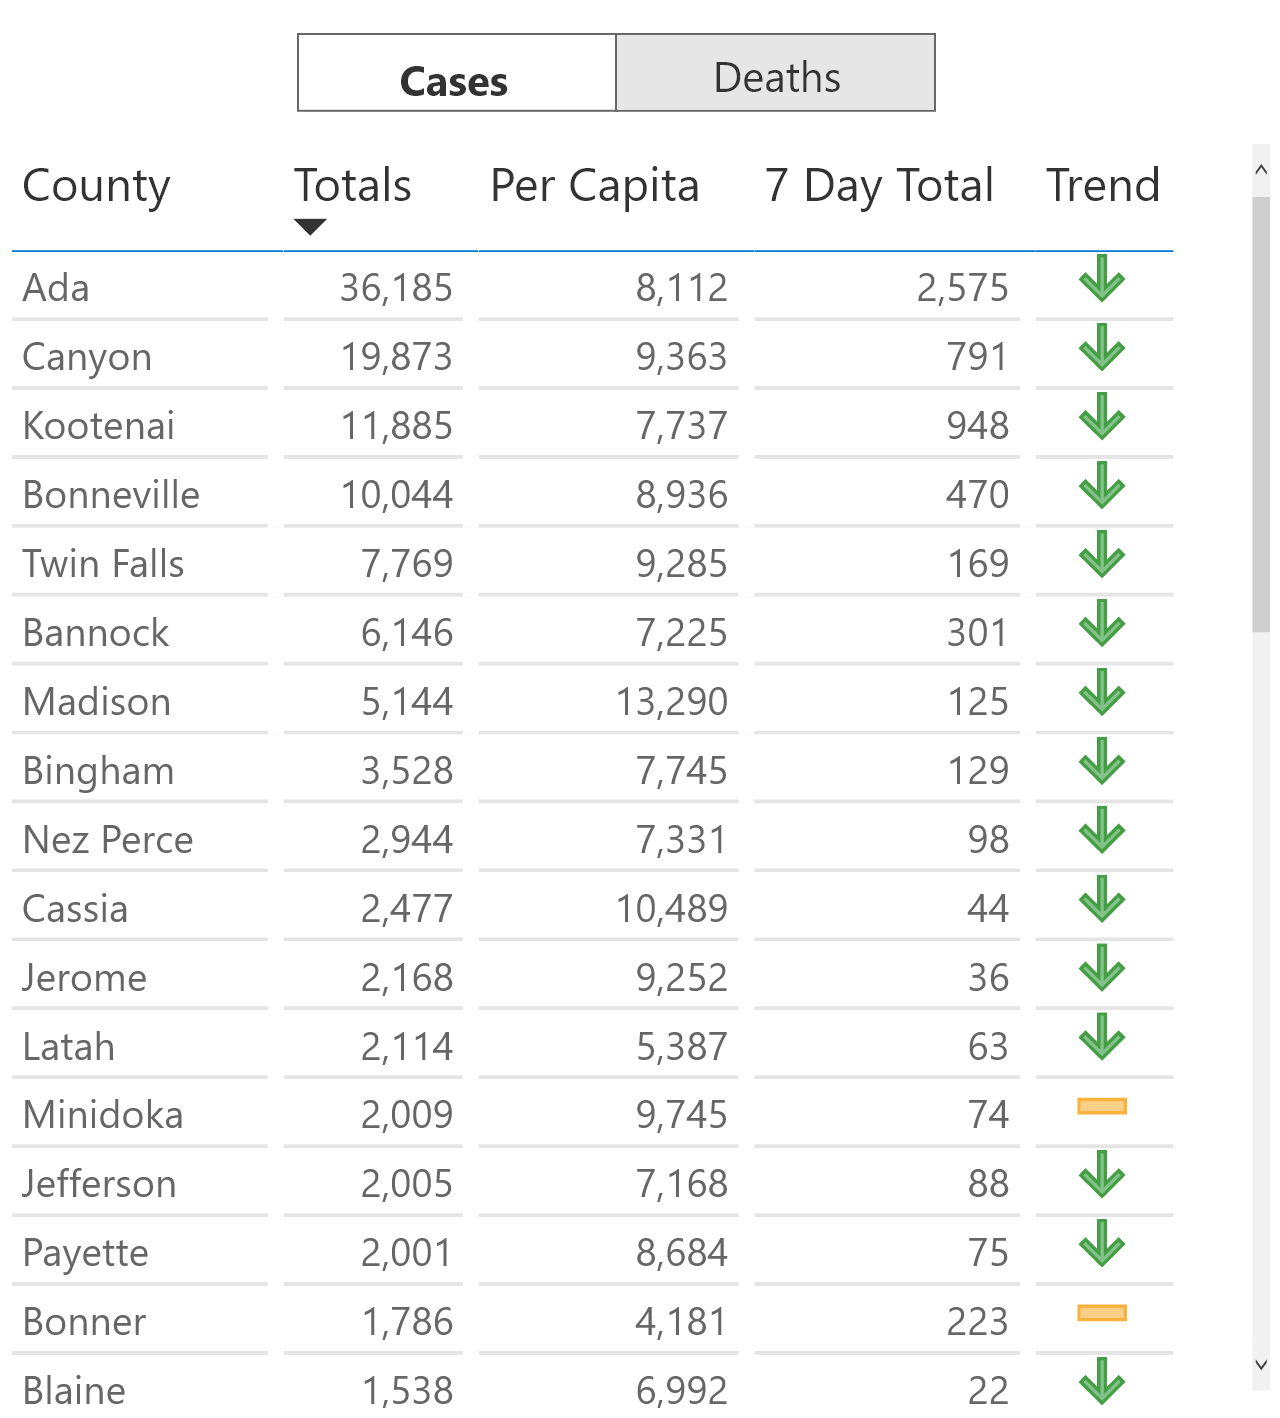 Cases Deaths
County Totals Per Capita 7 Day Total Trend
Ada 36,185 8,112 2,575
Canyon 19,873 9,363 791
Kootenai 11,885 7,737 948
Bonneville 10,044 8,936 470
Twin Falls 7,769 9,285 169
Bannock 6,146 7,225 301
Madison 5,144 13,290 125
Bingham 3,528 7,745 129
Nez Perce 2,944 7,331 98
Cassia 2,477 10,489 44
Jerome 2,168 9,252 36
Latah 2,114 5,387 63
Minidoka 2,009 9,745 74
Jefferson 2,005 7,168 88
Payette 2,001 8,684 75
Bonner 1,786 4,181 223
Blaine 1,538 6,992 22